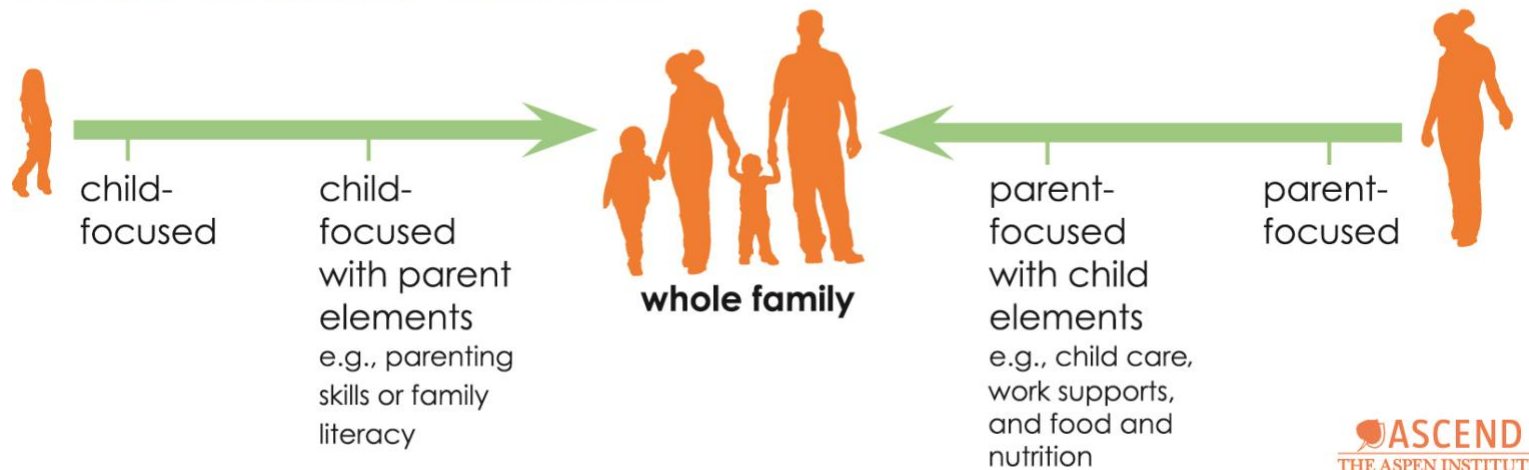 child-
focused
child-
focused
with parent
elements
e.g., parenting
skills or family
literacy
whole family
parent-
focused
with child
elements
e.g., child care,
work supports,
and food and
nutrition
parent-
focused
ASCEND
THE ASPEN INSTITUT